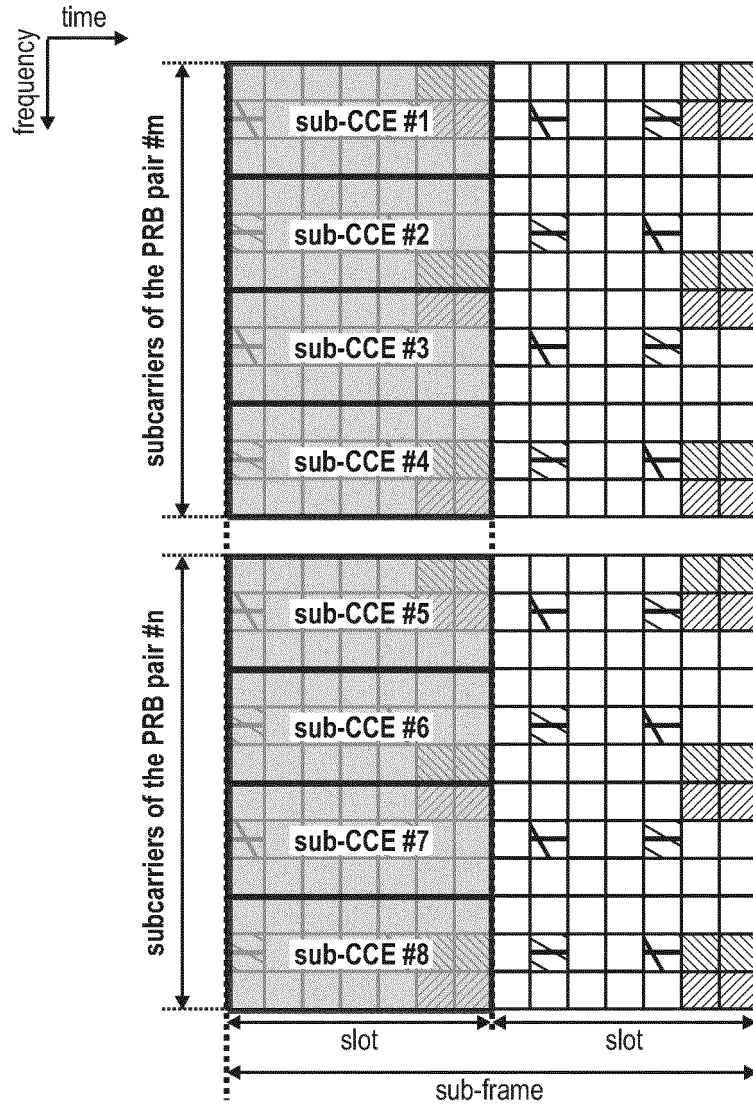 time
frequency
subcarriers of the PRB pair #m
sub-CCE #1
sub-CCE #2
sub-CCE #3
sub-CCE #4
subcarriers of the PRB pair #n
sub-CCE #5
sub-CCE #6
sub-CCE #7
sub-CCE #8
slot
slot
sub-frame